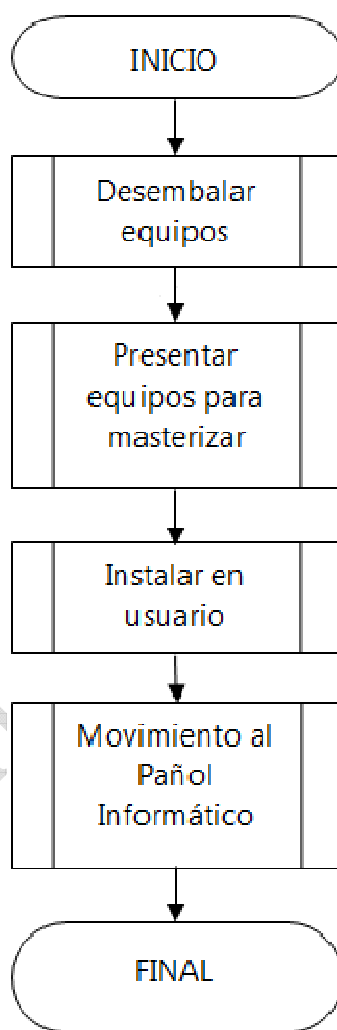 INICIO
Desembalar
equipos
Presentar
equipos para
masterizar
Instalar en
usuario
Movimiento al
Pañol
Informático
FINAL